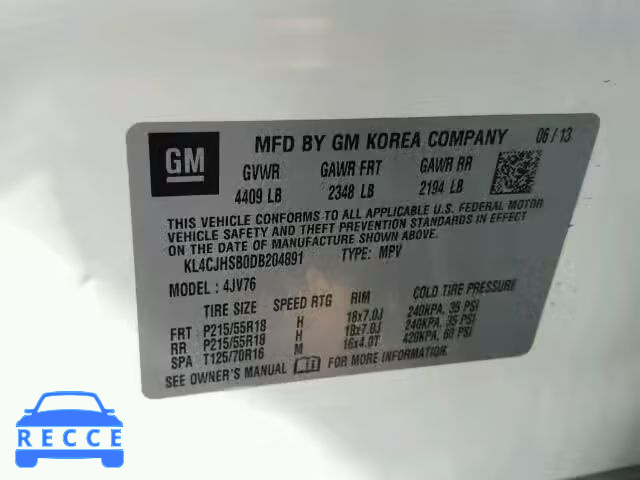 GM
MFD BY GM KOREA COMPANY 06/13
GVWR GAWR FRT GAWR RR
4409 LB 2348 LB 2194 LB
THIS VEHICLE CONFORMS TO ALL APPLICABLE U.S. FEDERAL MOTOR
VEHICLE SAFETY AND THEFT PREVENTION STANDARDS IN EFFECT
ON THE DATE OF MANUFACTURE SHOWN ABOVE.
KL4CJHSB0DB204891 TYPE: MPV
MODEL: 4JV76
TIRE SIZE SPEED RTG RIM COLD TIRE PRESSURE
FRT P215/55R18 H 18x7.0J 240KPA, 35 PSI
RR P215/55R18 H 18x7.0J 240KPA, 35 PSI
SPA T125/70R16 M 16x4.0T 420KPA, 60 PSI
SEE OWNER'S MANUAL FOR MORE INFORMATION.
RECCE